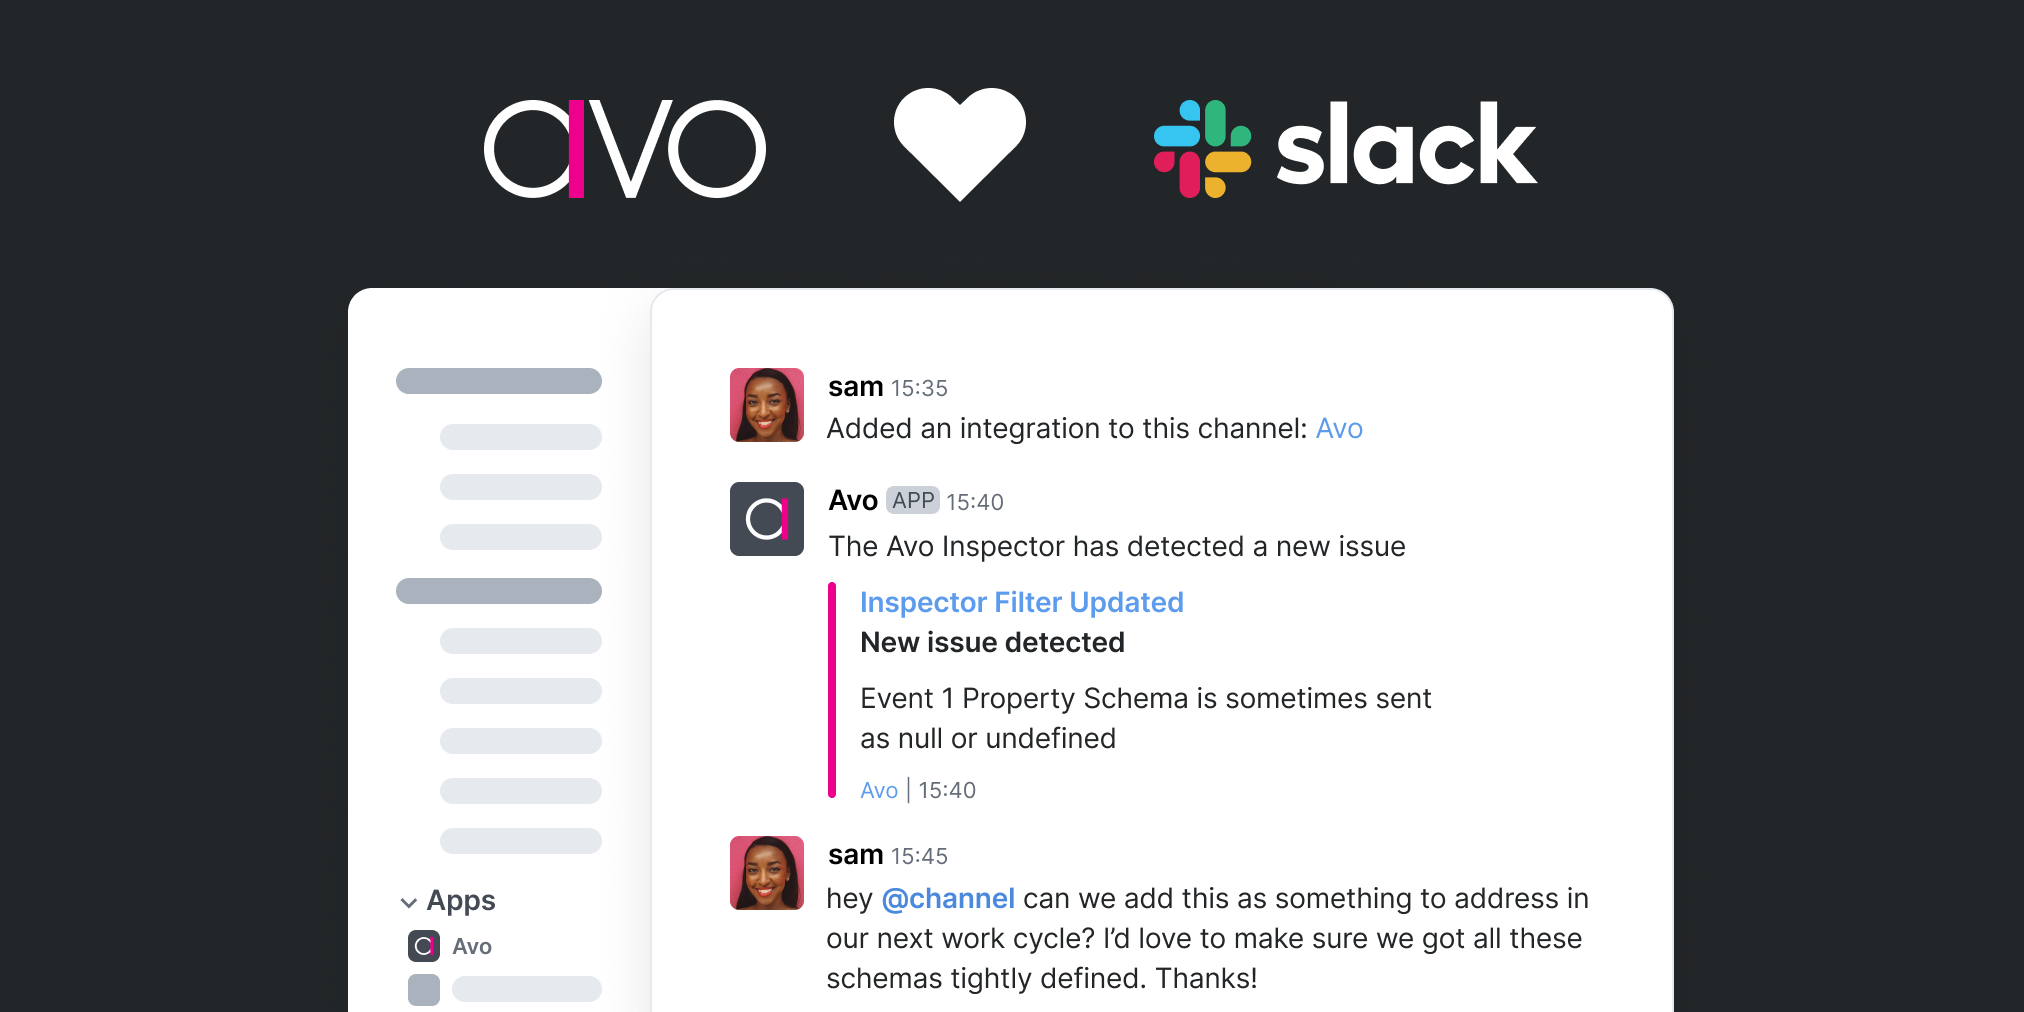 avo slack
sam 15:35
Added an integration to this channel: Avo
Avo APP 15:40
The Avo Inspector has detected a new issue
Inspector Filter Updated
New issue detected
Event 1 Property Schema is sometimes sent
as null or undefined
Avo | 15:40
sam 15:45
hey @channel can we add this as something to address in
our next work cycle? I’d love to make sure we got all these
schemas tightly defined. Thanks!
Apps
Avo